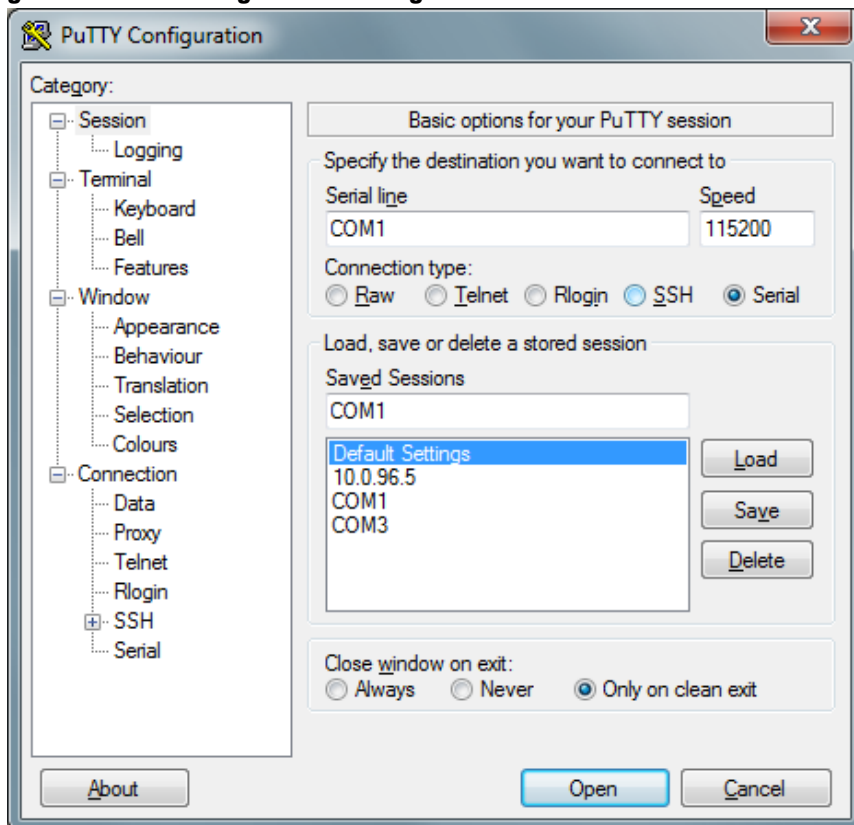 PuTTY Configuration
Category:
Session
Logging
Terminal
Keyboard
Bell
Features
Window
Appearance
Behaviour
Translation
Selection
Colours
Connection
Data
Proxy
Telnet
Rlogin
SSH
Serial
Basic options for your PuTTY session
Specify the destination you want to connect to
Serial line Speed
COM1 115200
Connection type:
Raw Telnet Rlogin SSH Serial
Load, save or delete a stored session
Saved Sessions
COM1
Default Settings
10.0.96.5
COM1
COM3
Load
Save
Delete
Close window on exit:
Always Never Only on clean exit
About Open Cancel